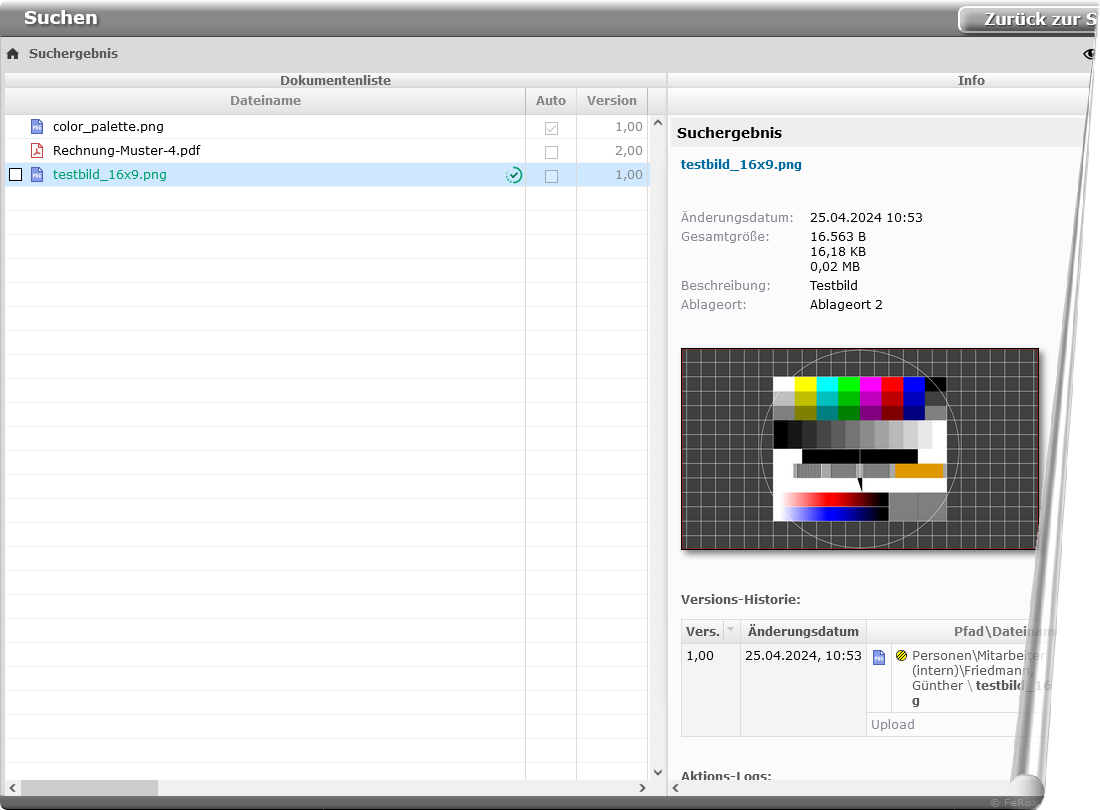 Suchen
Zurück zur S
Suchergebnis
Dokumentenliste
Info
Dateiname Auto Version
color_palette.png 1,00
Rechnung-Muster-4.pdf 2,00
testbild_16x9.png 1,00
Suchergebnis
testbild_16x9.png
Änderungsdatum: 25.04.2024 10:53
Gesamtgröße: 16.563 B
16,18 KB
0,02 MB
Beschreibung: Testbild
Ablageort: Ablageort 2
Versions-Historie:
Vers. Änderungsdatum Pfad\Dateiname
1,00 25.04.2024, 10:53 Personen\Mitarbeiter
(intern)\Friedmann,
Günther \ testbild_16
g
Upload
Aktions-Logs: